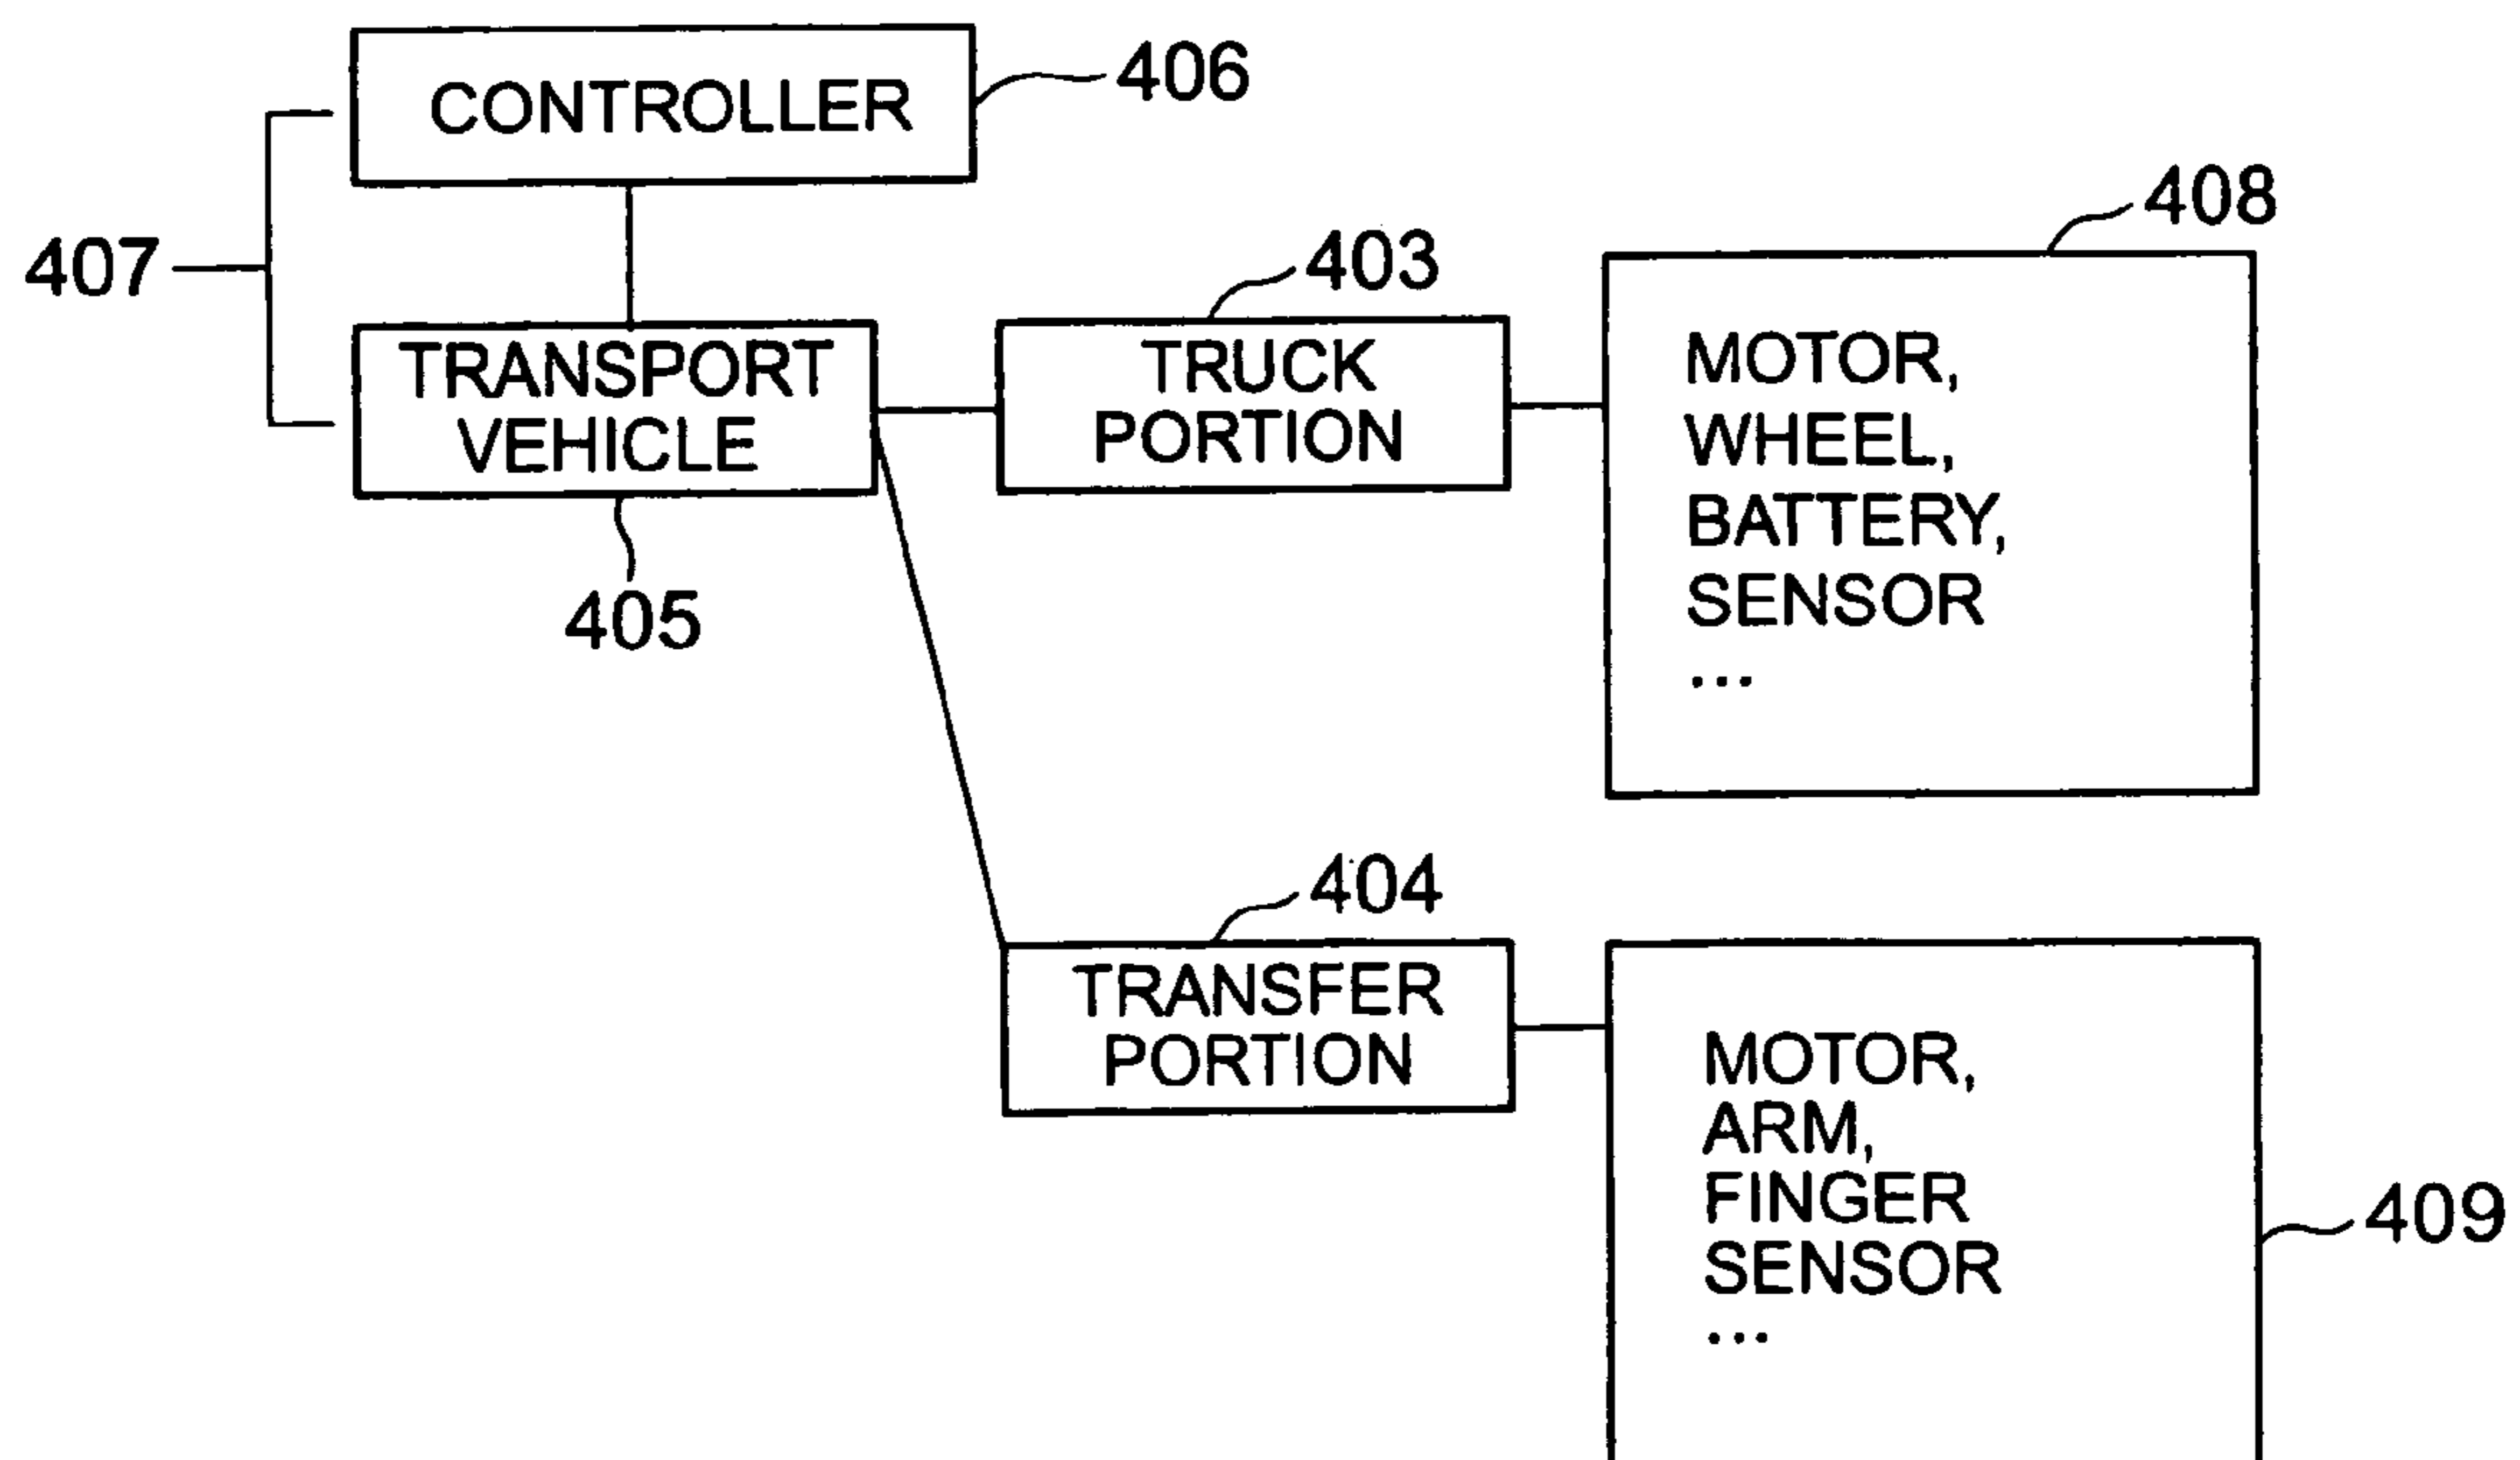 CONTROLLER
406
407
408
403
TRANSPORT
VEHICLE
TRUCK
PORTION
MOTOR,
WHEEL,
BATTERY,
SENSOR
...
405
404
TRANSFER
PORTION
MOTOR,
ARM,
FINGER
SENSOR
...
409